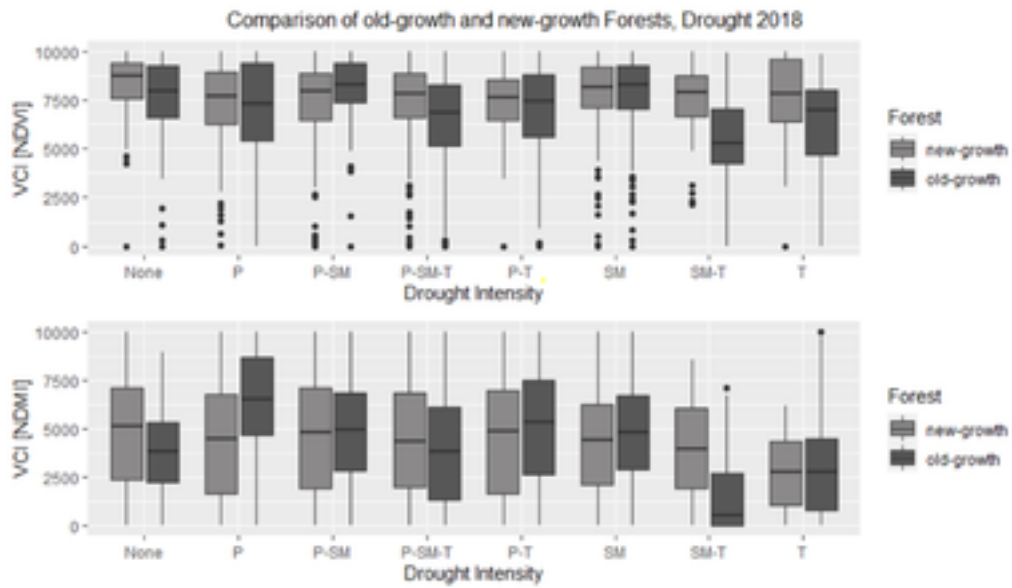 Comparison of old-growth and new-growth Forests, Drought 2018
VCI [NDVI]
10000
7500
5000
2500
0
None P P-SM P-SM-T P-T SM SM-T T
Drought Intensity
Forest
new-growth
old-growth
VCI [NDMI]
10000
7500
5000
2500
0
None P P-SM P-SM-T P-T SM SM-T T
Drought Intensity
Forest
new-growth
old-growth